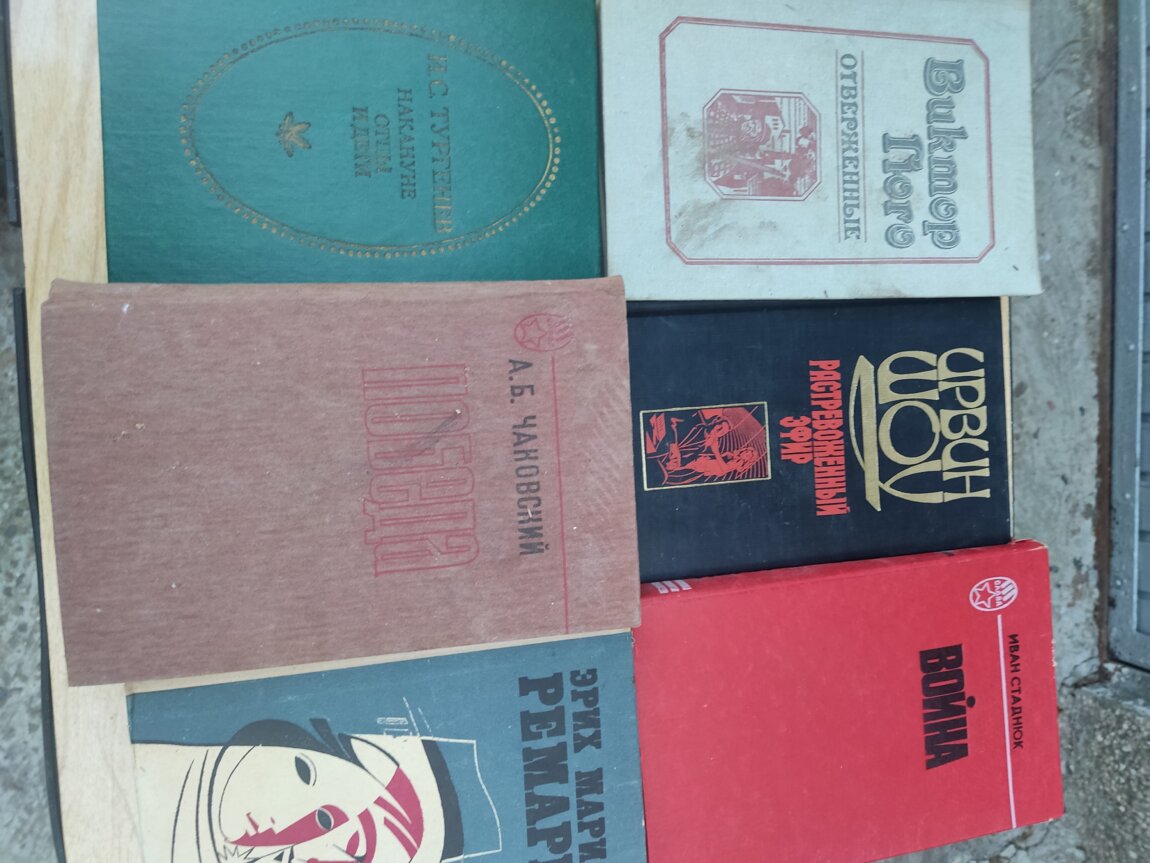 И.С. ТУРГЕНЕВ
НАКАНУНЕ
ОТЦЫ
И ДЕТИ
Виктор
Гюго
ОТВЕРЖЕННЫЕ
А.Б. ЧАКОВСКИЙ
ПОБЕДА
ИРВИН
ШОУ
РАСТРЕВОЖЕННЫЙ
ЭФИР
ЭРИХ МАРИ
РЕМАР
СЛАВА
ИВАН СТАДНЮК
ВОЙНА